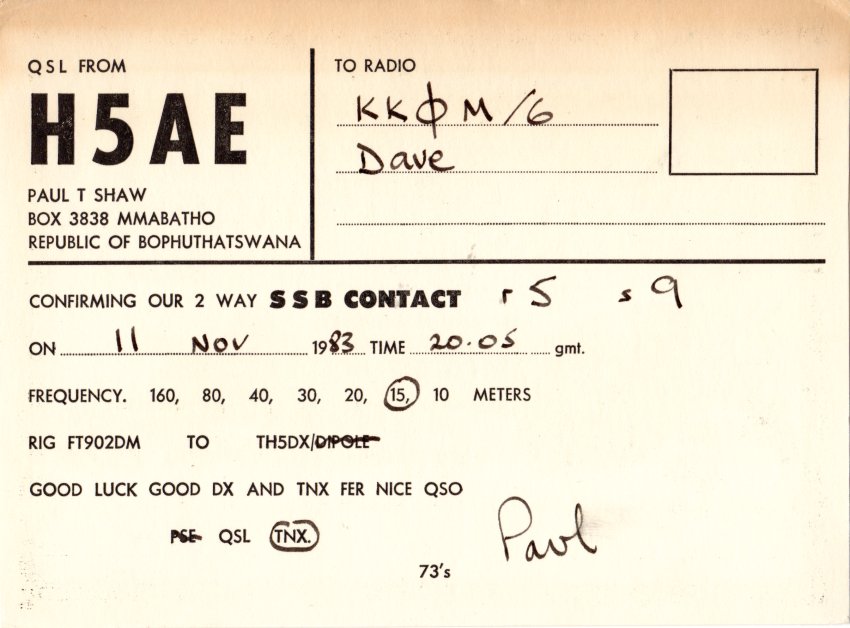 QSL FROM
H5AE
PAUL T SHAW
BOX 3838 MMABATHO
REPUBLIC OF BOPHUTHATSWANA
TO RADIO
KKØM/6
Dave
CONFIRMING OUR 2 WAY SSB CONTACT r 5 s 9
ON 11 NOV 1983 TIME 20.05 gmt.
FREQUENCY. 160, 80, 40, 30, 20, 15, 10 METERS
RIG FT902DM TO TH5DX/DIPOLE
GOOD LUCK GOOD DX AND TNX FER NICE QSO
PSE QSL TNX.
Paul
73's